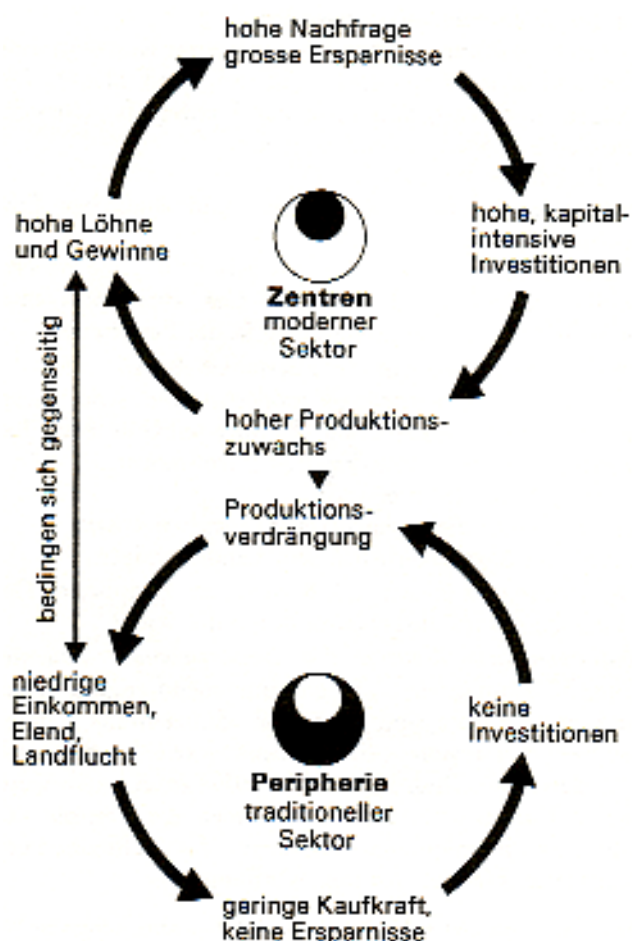 hohe Nachfrage
grosse Ersparnisse
hohe Löhne
und Gewinne
hohe, kapital-
intensive
Investitionen
Zentren
moderner
Sektor
bedingen sich gegenseitig
hoher Produktions-
zuwachs
Produktions-
verdrängung
niedrige
Einkommen,
Elend,
Landflucht
keine
Investitionen
Peripherie
traditioneller
Sektor
geringe Kaufkraft,
keine Ersparnisse